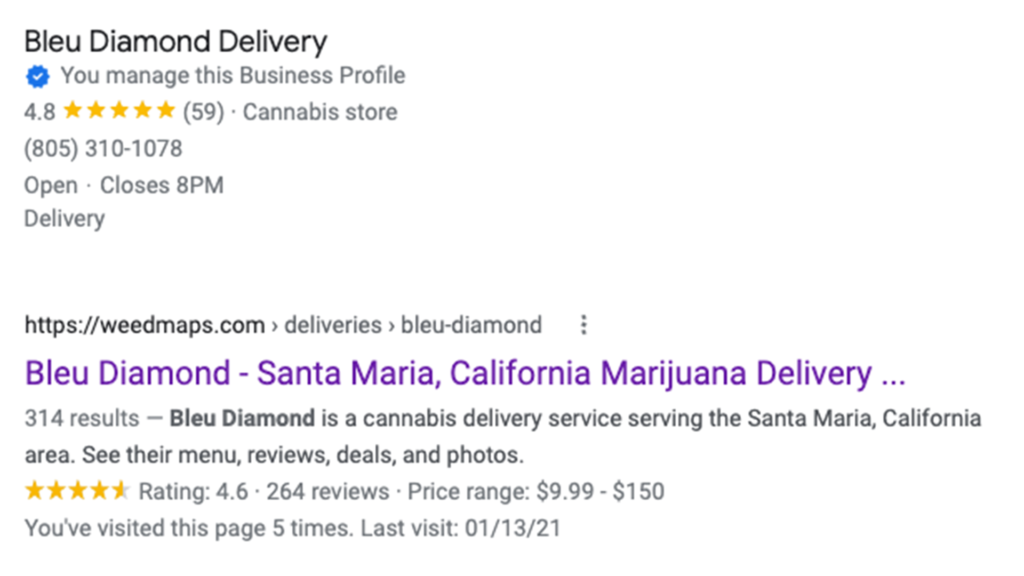 Bleu Diamond Delivery
You manage this Business Profile
4.8 ★★★★★ (59) · Cannabis store
(805) 310-1078
Open · Closes 8PM
Delivery
https://weedmaps.com › deliveries › bleu-diamond
Bleu Diamond - Santa Maria, California Marijuana Delivery ...
314 results — Bleu Diamond is a cannabis delivery service serving the Santa Maria, California
area. See their menu, reviews, deals, and photos.
Rating: 4.6 · 264 reviews · Price range: $9.99 - $150
You've visited this page 5 times. Last visit: 01/13/21